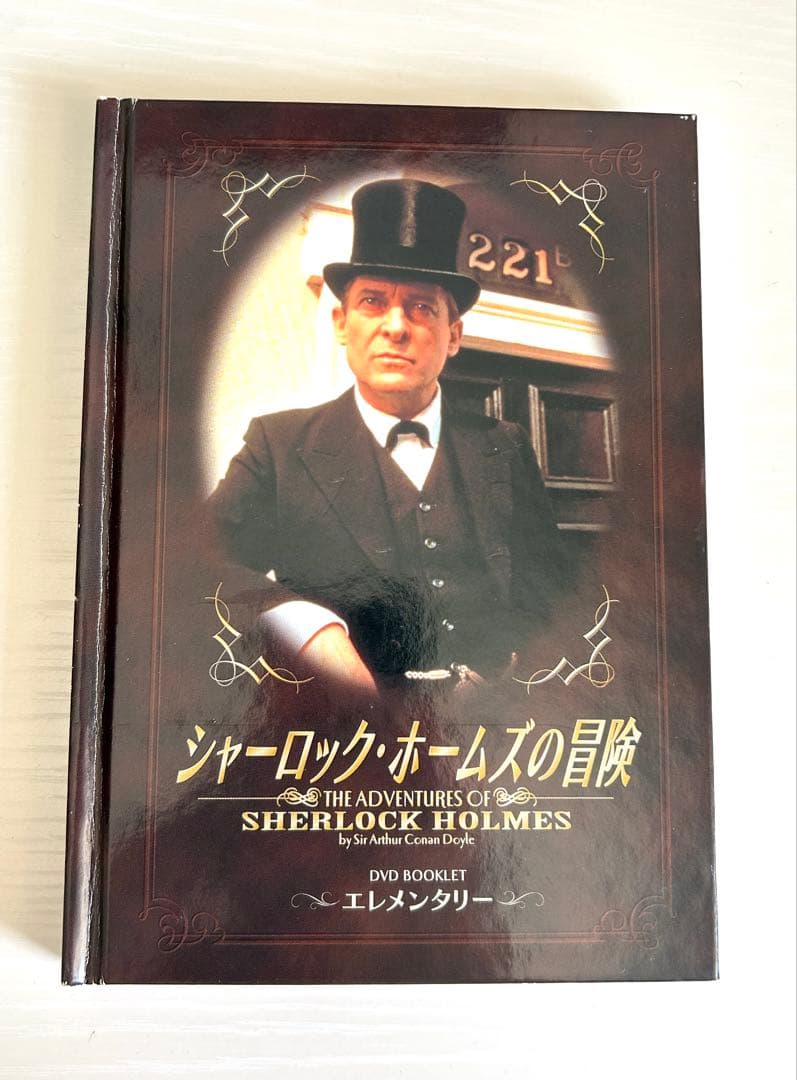 221b
シャーロック・ホームズの冒険
THE ADVENTURES OF
SHERLOCK HOLMES
by Sir Arthur Conan Doyle
DVD BOOKLET
エレメンタリー